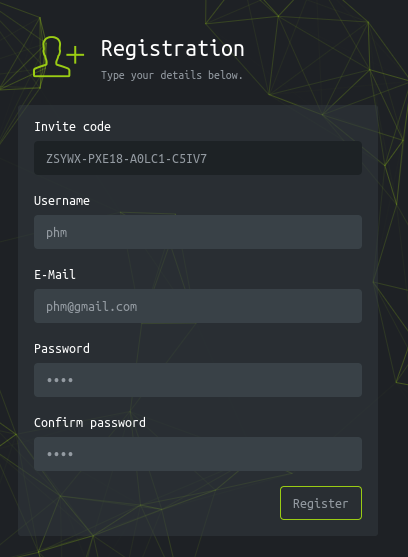 Registration
Type your details below.
Invite code
ZSYWX-PXE18-A0LC1-C5IV7
Username
phm
E-Mail
phm@gmail.com
Password
••••
Confirm password
••••
Register